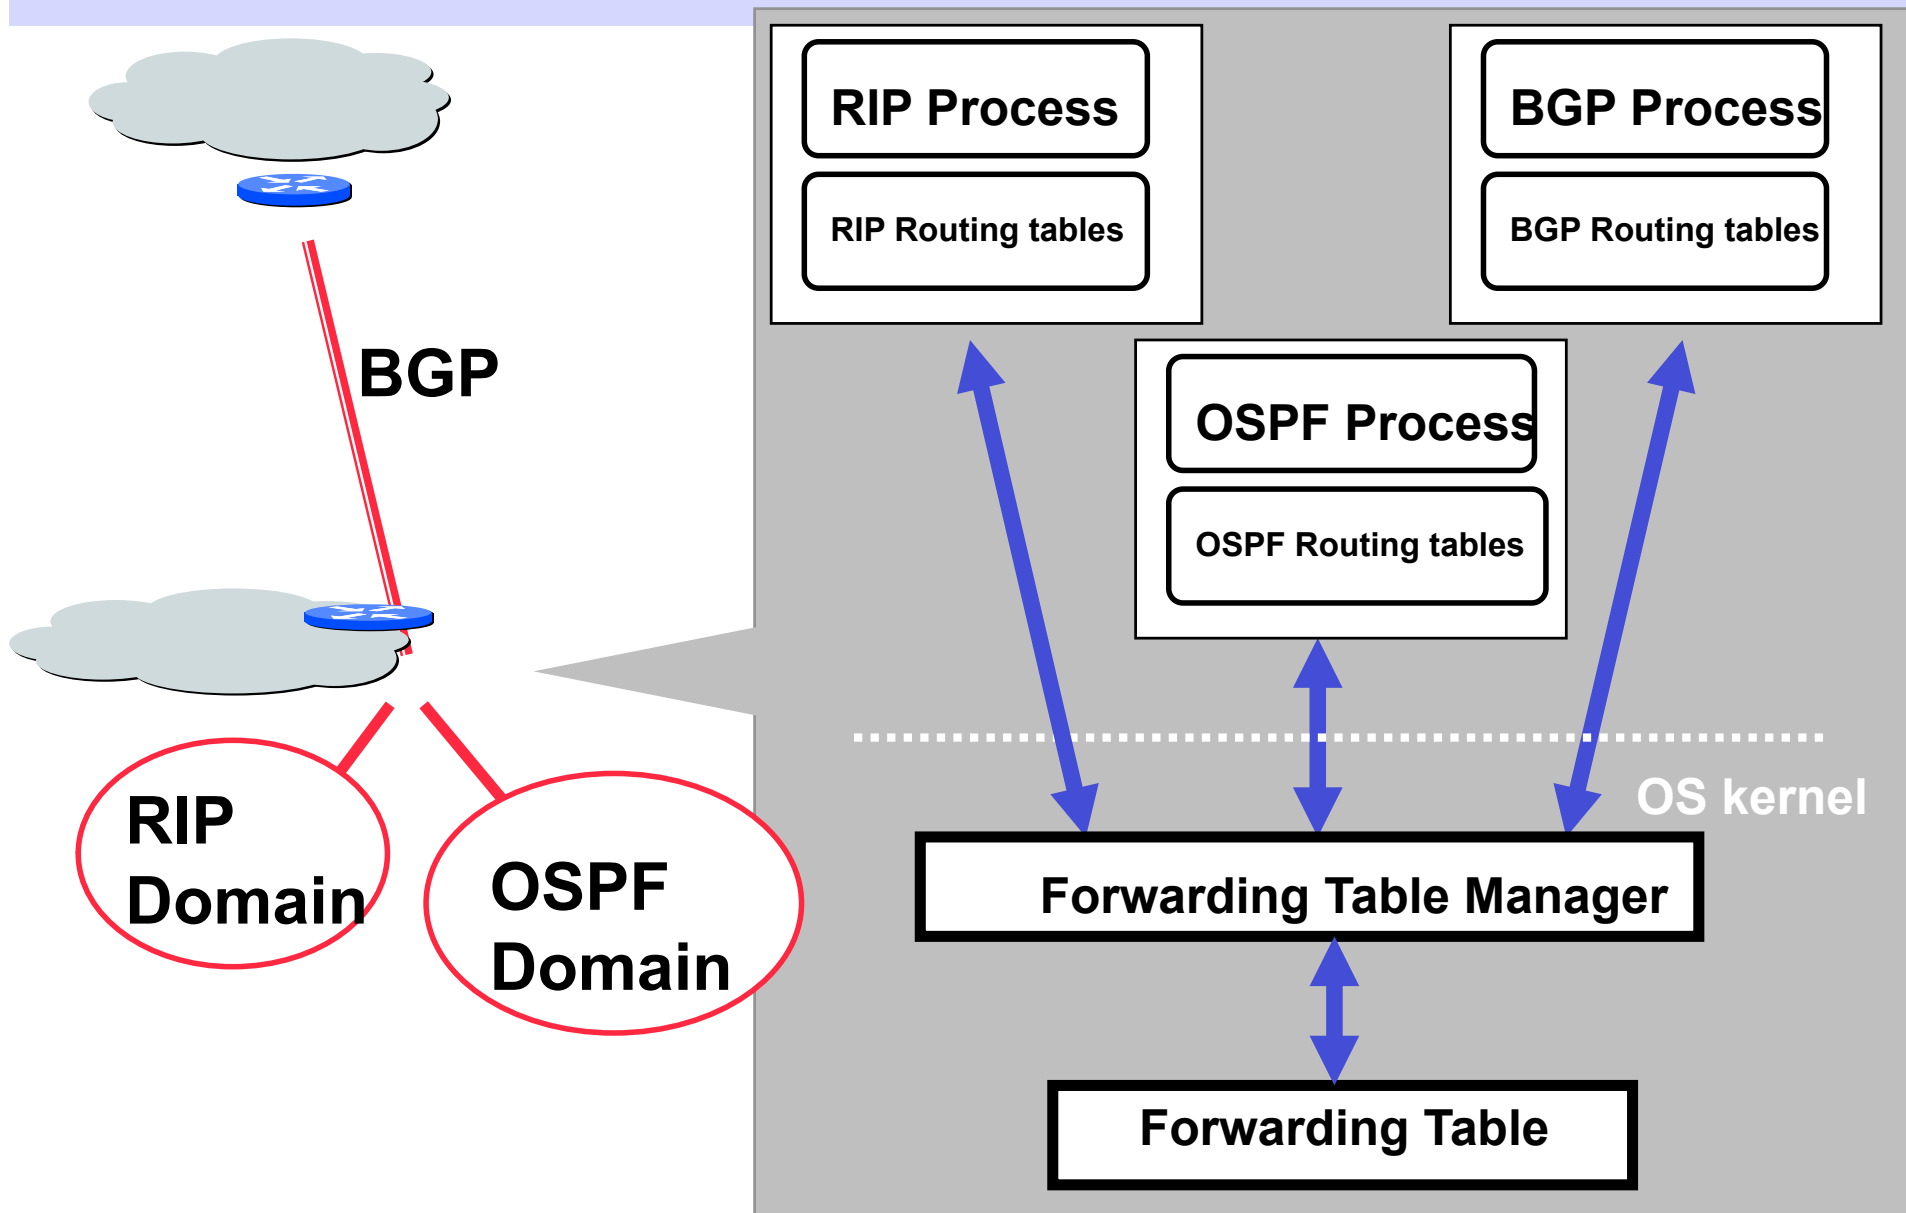 RIP Process
RIP Routing tables
BGP Process
BGP Routing tables
BGP
OSPF Process
OSPF Routing tables
OS kernel
RIP
Domain
OSPF
Domain
Forwarding Table Manager
Forwarding Table